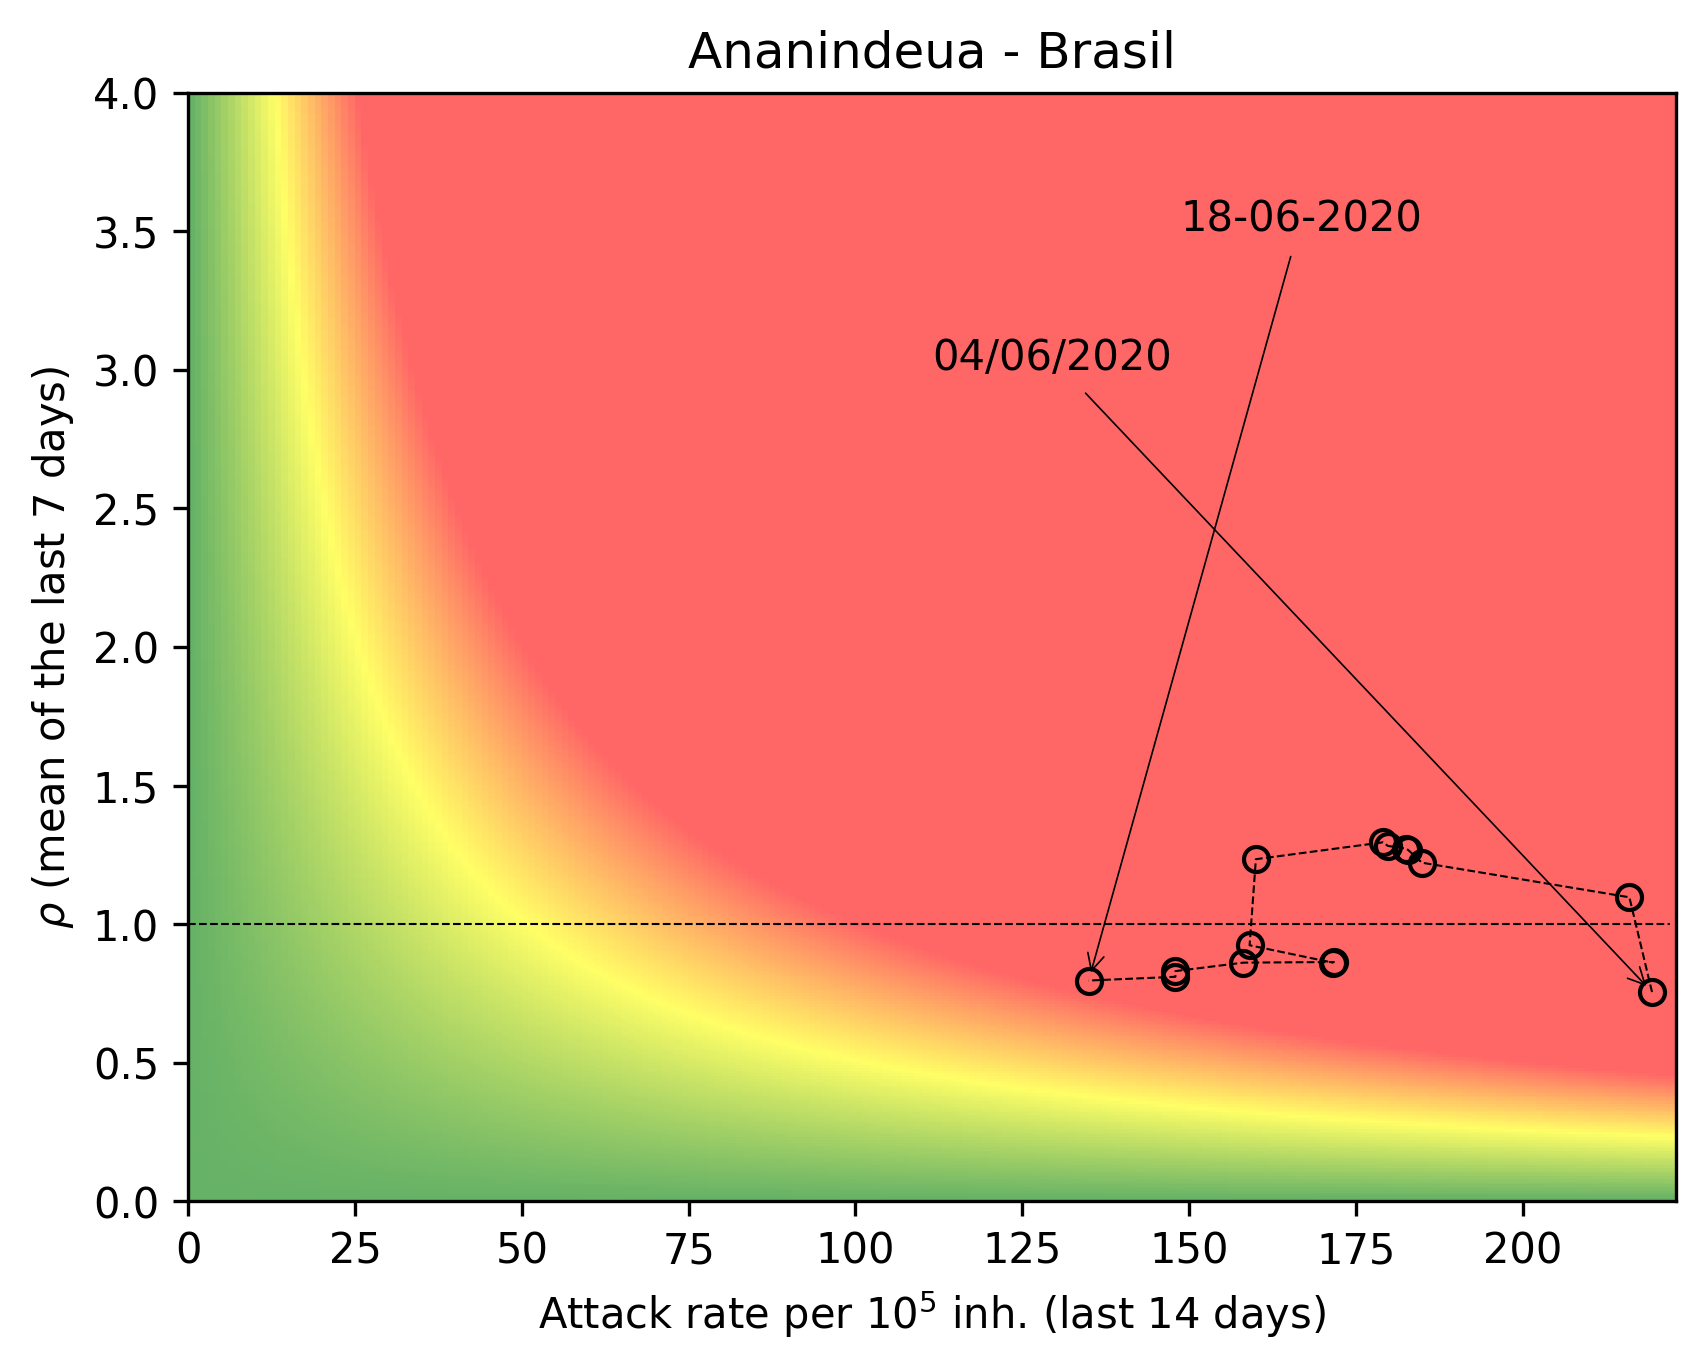 Ananindeua - Brasil
4.0
3.5
3.0
2.5
2.0
1.5
1.0
0.5
0.0
ρ (mean of the last 7 days)
18-06-2020
04/06/2020
0 25 50 75 100 125 150 175 200
Attack rate per 10⁵ inh. (last 14 days)